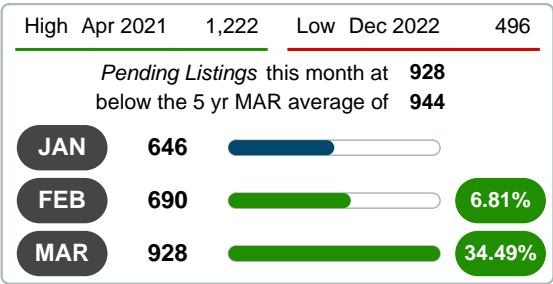 High Apr 2021 1,222 Low Dec 2022 496
Pending Listings this month at 928
below the 5 yr MAR average of 944
JAN 646
FEB 690 6.81%
MAR 928 34.49%